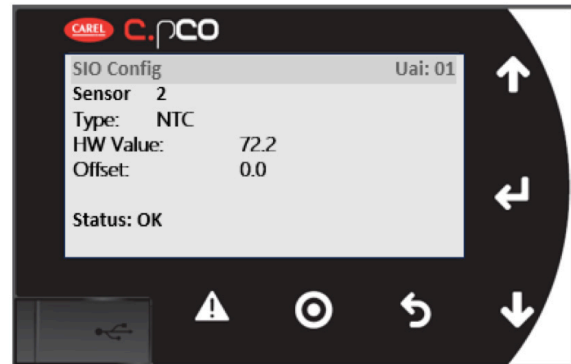 CAREL c.pco
SIO Config Uai: 01
Sensor 2
Type: NTC
HW Value: 72.2
Offset: 0.0
Status: OK